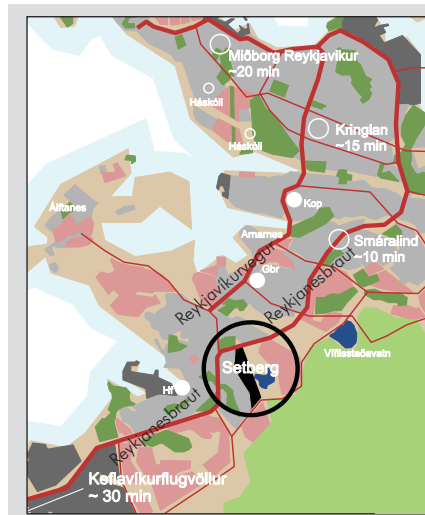 Miðborg Reykjavikur
~20 min
Háskóli
Kringlan
~15 min
Háskóli
Kop
Álftanes
Arnarnes
Smáralind
~10 min
Gbr
Reykjavíkurvegur
Reykjanesbraut
Vífilsstaðavatn
Setberg
Hf
Reykjanesbraut
Keflavíkurflugvöllur
~ 30 min